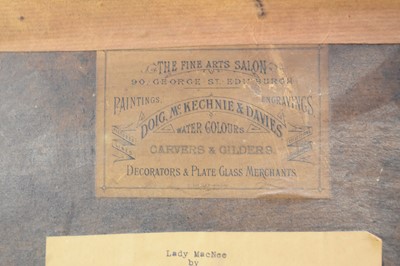 THE FINE ARTS SALON
90, GEORGE ST. EDINBURGH
PAINTINGS, ENGRAVINGS
DOIG, McKECHNIE & DAVIES
WATER COLOURS
CARVERS & GILDERS
DECORATORS & PLATE GLASS MERCHANTS.
Lady MacNee
by